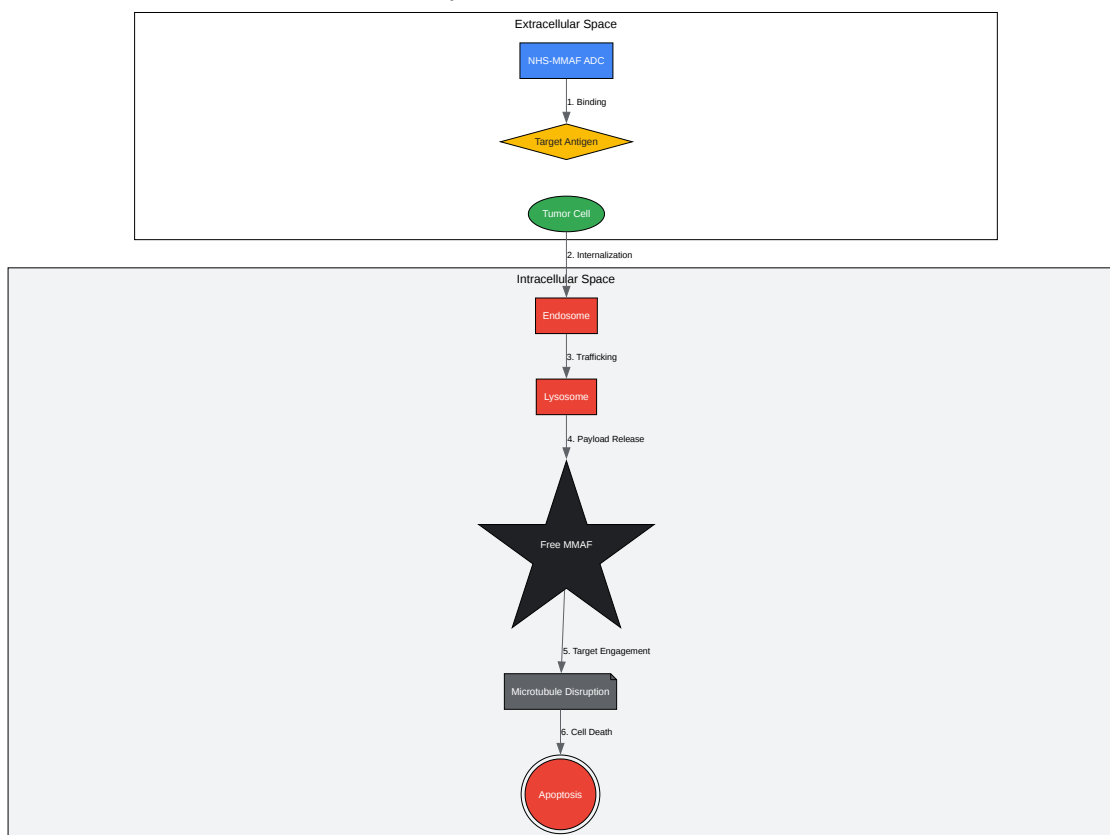 Extracellular Space
NHS-MMAF ADC
1. Binding
Target Antigen
Tumor Cell
2. Internalization
Intracellular Space
Endosome
3. Trafficking
Lysosome
4. Payload Release
Free MMAF
5. Target Engagement
Microtubule Disruption
6. Cell Death
Apoptosis